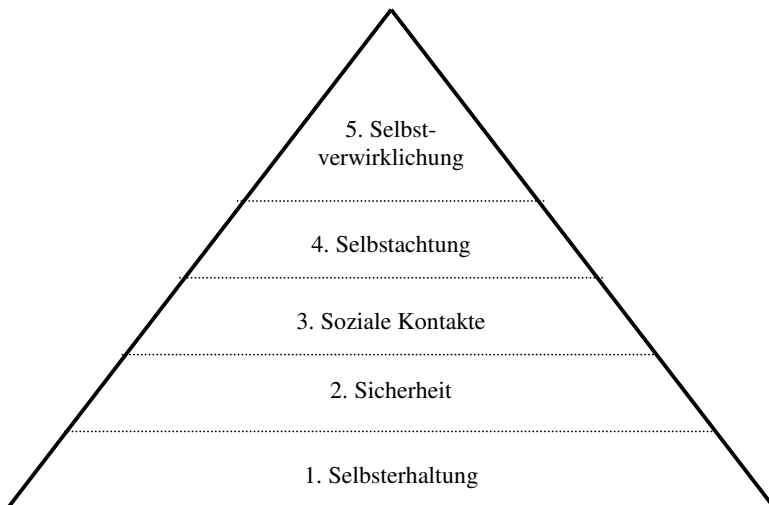 5. Selbst-
verwirklichung
4. Selbstachtung
3. Soziale Kontakte
2. Sicherheit
1. Selbsterhaltung